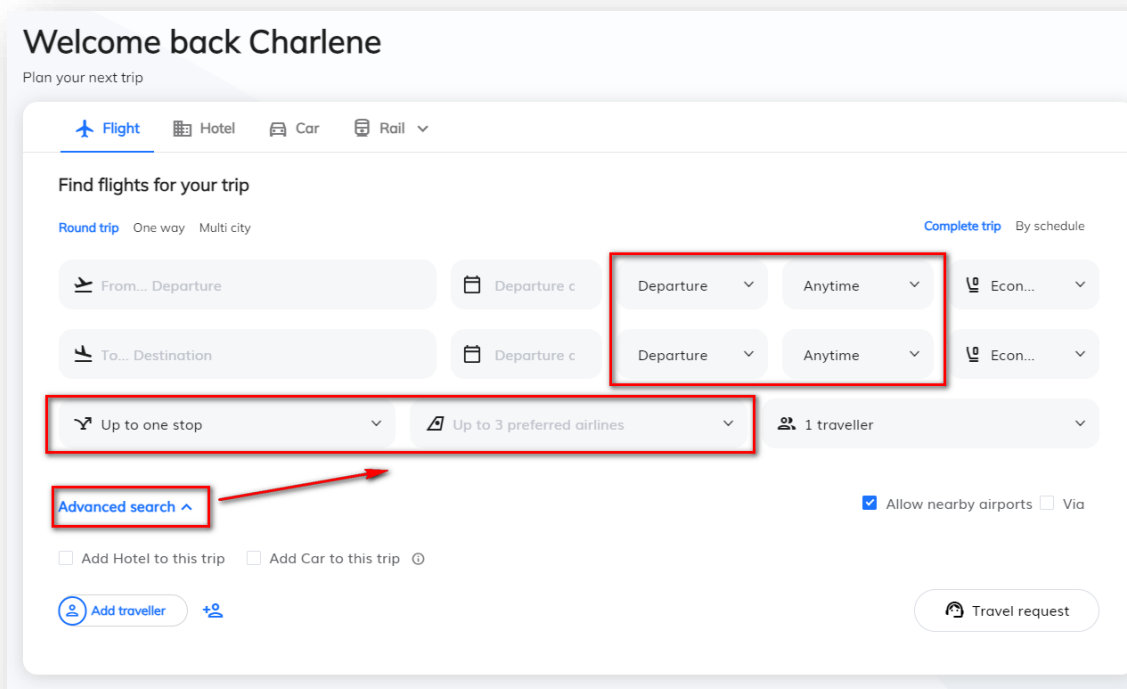 Welcome back Charlene
Plan your next trip
Flight Hotel Car Rail
Find flights for your trip
Round trip One way Multi city Complete trip By schedule
From... Departure Departure c Departure Anytime Econ...
To... Destination Departure c Departure Anytime Econ...
Up to one stop Up to 3 preferred airlines 1 traveller
Advanced search Allow nearby airports Via
Add Hotel to this trip Add Car to this trip
Add traveller Travel request